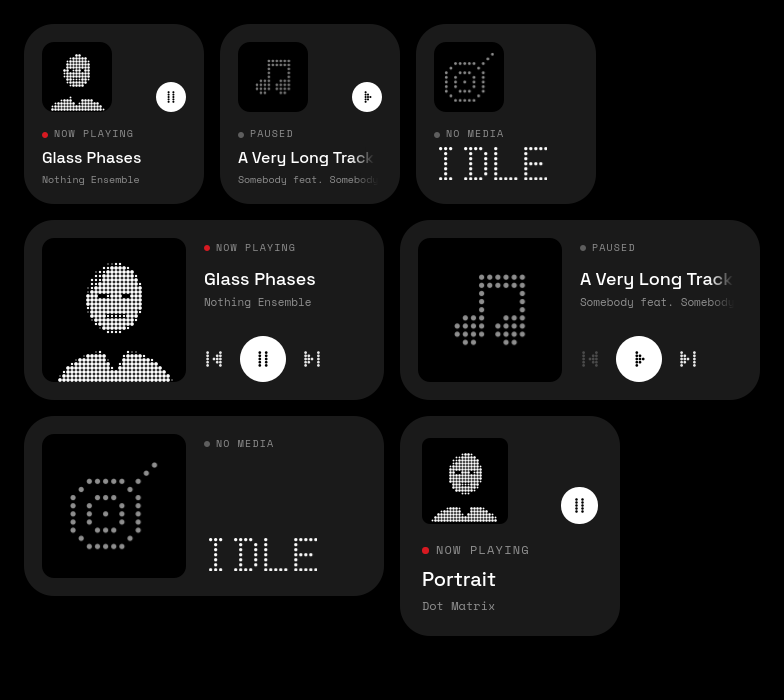 NOW PLAYING
Glass Phases
Nothing Ensemble
PAUSED
A Very Long Track
Somebody feat. Somebody
NO MEDIA
IDLE
NOW PLAYING
Glass Phases
Nothing Ensemble
PAUSED
A Very Long Track
Somebody feat. Somebody
NO MEDIA
IDLE
NOW PLAYING
Portrait
Dot Matrix